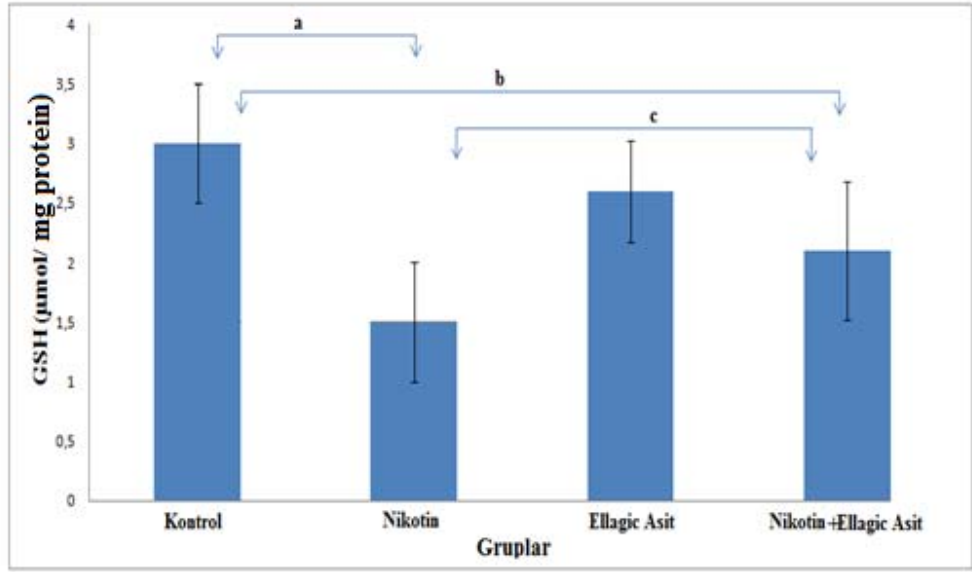 GSH (µmol/ mg protein)
4
3,5
3
2,5
2
1,5
1
0,5
0
a
b
c
Kontrol
Nikotin
Ellagic Asit
Nikotin+Ellagic Asit
Gruplar